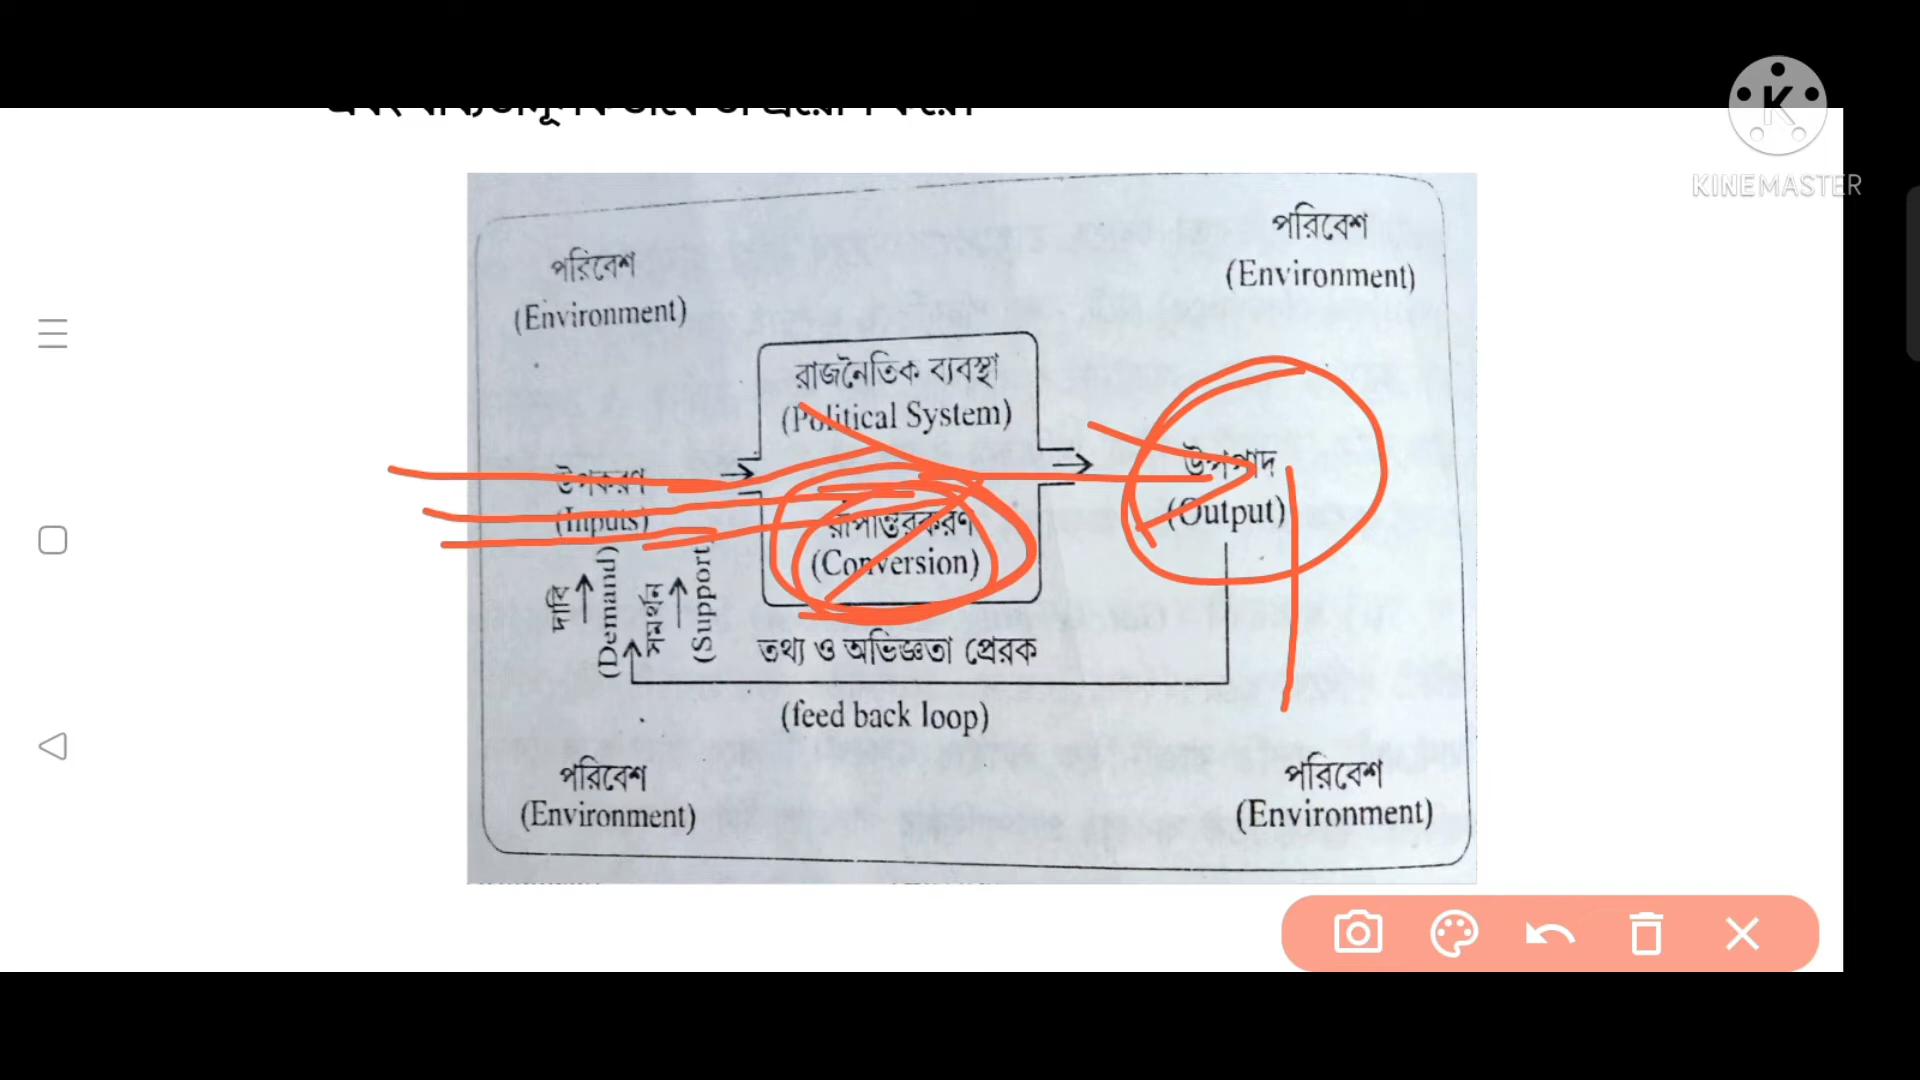 KINEMASTER
পরিবেশ
(Environment)
পরিবেশ
(Environment)
রাজনৈতিক ব্যবস্থা
(Political System)
উপকরণ
(Inputs)
রূপান্তরকরণ
(Conversion)
উপপাদ
(Output)
দাবি
(Demand)
সমর্থন
(Support)
তথ্য ও অভিজ্ঞতা প্রেরক
(feed back loop)
পরিবেশ
(Environment)
পরিবেশ
(Environment)